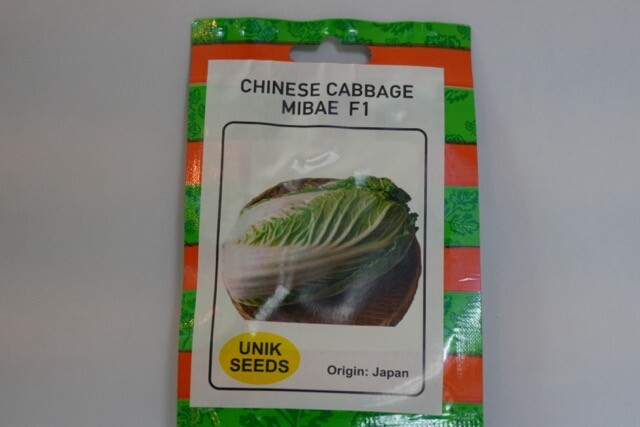 CHINESE CABBAGE
MIBAE F1
UNIK
SEEDS
Origin: Japan